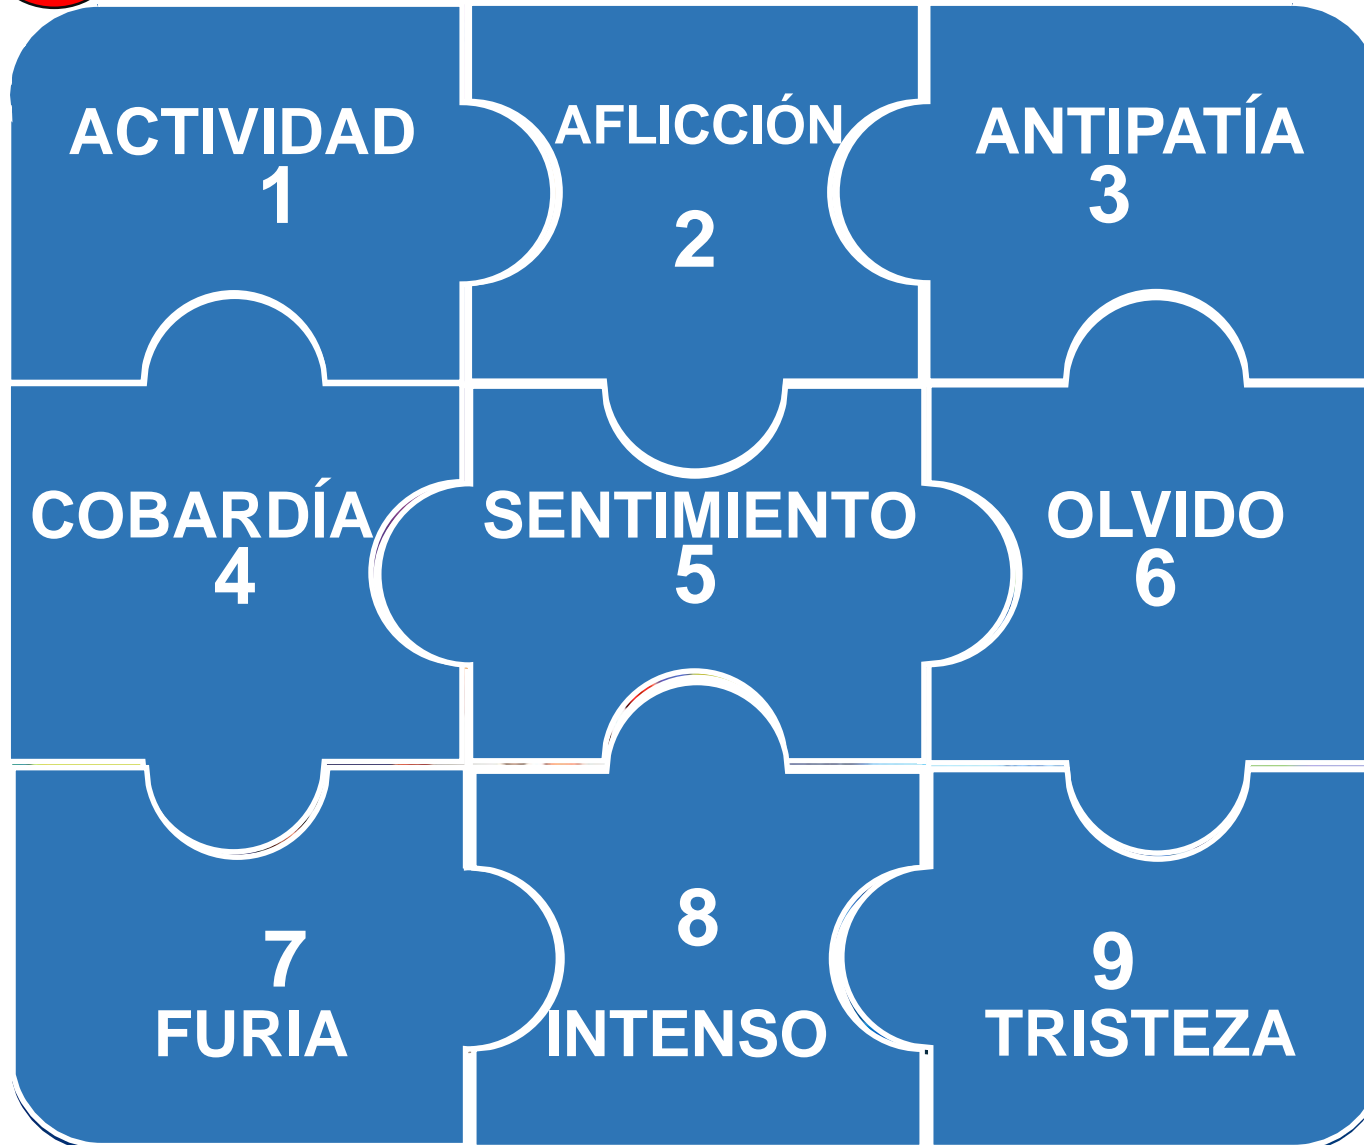 ACTIVIDAD
1
AFLICCIÓN
2
ANTIPATÍA
3
COBARDÍA
4
SENTIMIENTO
5
OLVIDO
6
7
FURIA
8
INTENSO
9
TRISTEZA